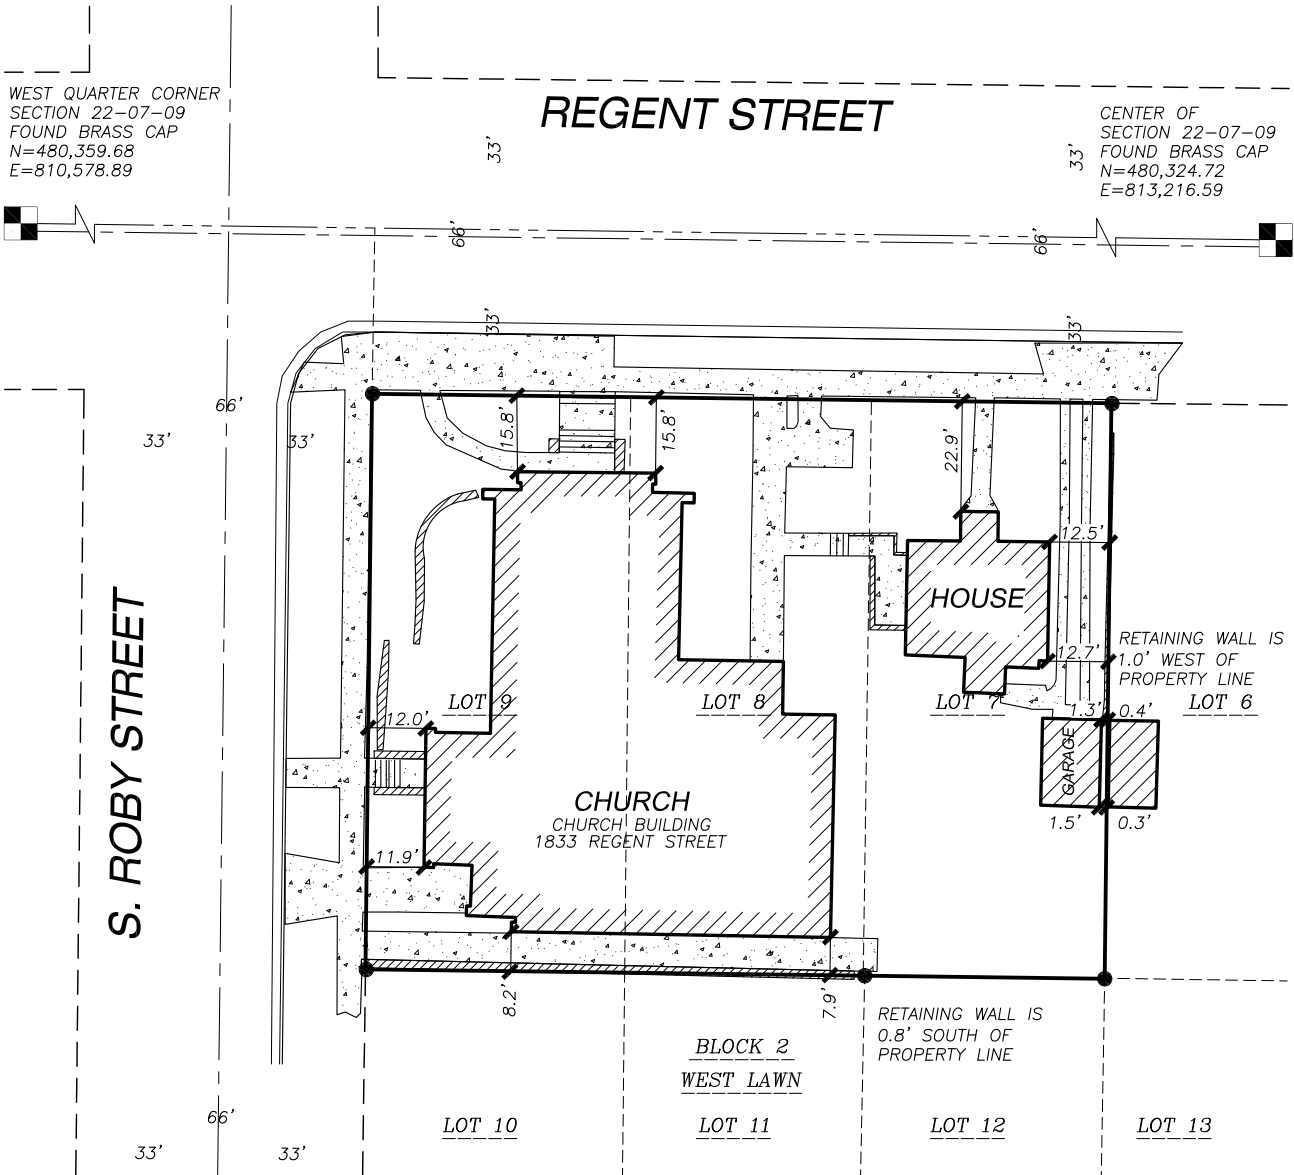 WEST QUARTER CORNER
SECTION 22-07-09
FOUND BRASS CAP
N=480,359.68
E=810,578.89
REGENT STREET
CENTER OF
SECTION 22-07-09
FOUND BRASS CAP
N=480,324.72
E=813,216.59
33'
33'
66'
66'
33'
33'
66'
33'
33'
15.8'
15.8'
22.9'
12.5'
HOUSE
S. ROBY STREET
RETAINING WALL IS
1.0' WEST OF
PROPERTY LINE
12.7'
LOT 9
LOT 8
LOT 7
LOT 6
12.0'
1.3'
0.4'
GARAGE
CHURCH
CHURCH BUILDING
1833 REGENT STREET
1.5'
0.3'
11.9'
8.2'
7.9'
RETAINING WALL IS
0.8' SOUTH OF
PROPERTY LINE
BLOCK 2
WEST LAWN
66'
LOT 10
LOT 11
LOT 12
LOT 13
33'
33'